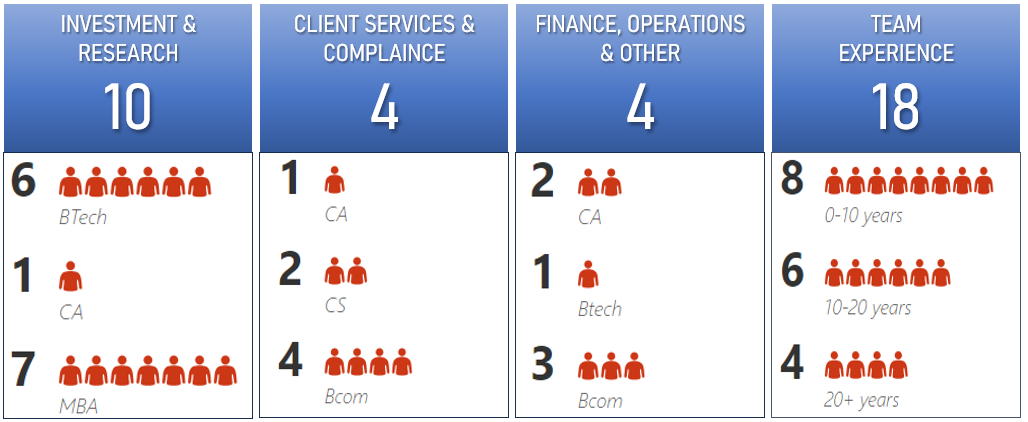 INVESTMENT &
RESEARCH
10
6
BTech
1
CA
7
MBA
CLIENT SERVICES &
COMPLAINCE
4
1
CA
2
CS
4
Bcom
FINANCE, OPERATIONS
& OTHER
4
2
CA
1
Btech
3
Bcom
TEAM
EXPERIENCE
18
8
0-10 years
6
10-20 years
4
20+ years